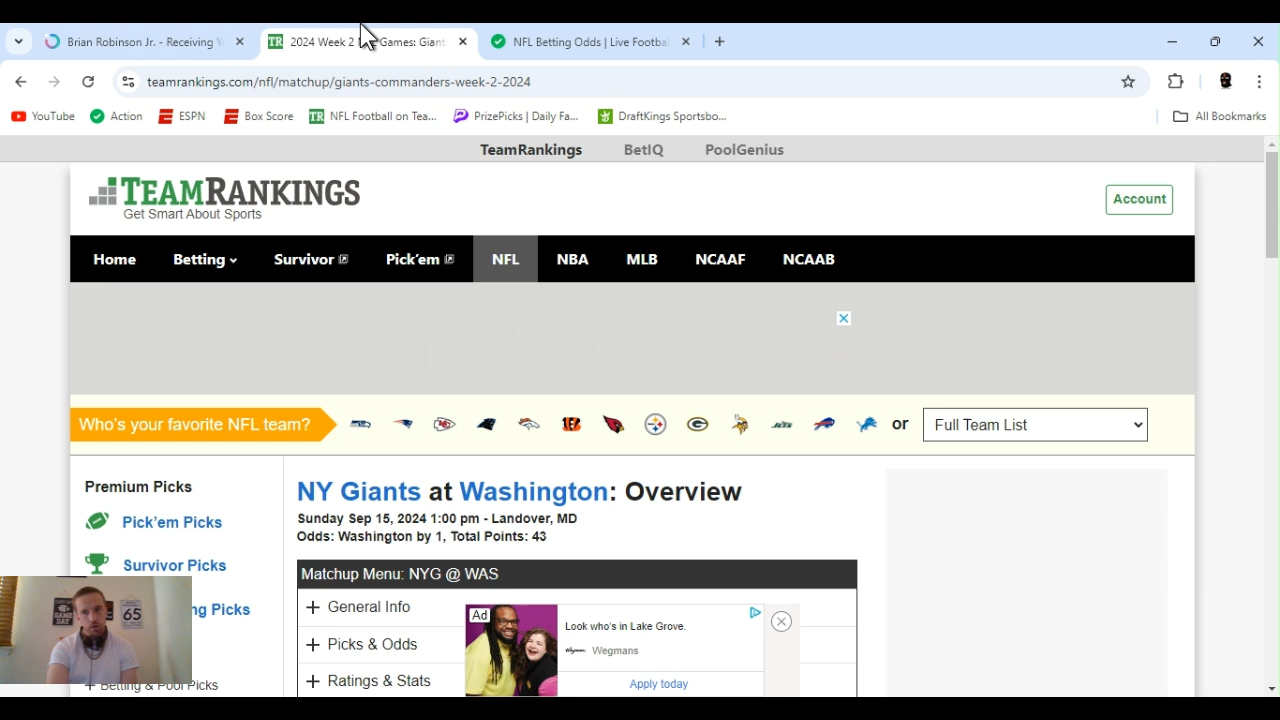 Brian Robinson Jr. - Receiving Y
2024 Week 2 Games: Giant
NFL Betting Odds | Live Footba
teamrankings.com/nfl/matchup/giants-commanders-week-2-2024
YouTube Action ESPN Box Score NFL Football on Tea... PrizePicks | Daily Fa... DraftKings Sportsbo... All Bookmarks
TeamRankings BetIQ PoolGenius
TEAMRANKINGS
Get Smart About Sports
Account
Home Betting Survivor Pick'em NFL NBA MLB NCAAF NCAAB
Who's your favorite NFL team? or Full Team List
Premium Picks
Pick'em Picks
Survivor Picks
ng Picks
Betting & Pool Picks
NY Giants at Washington: Overview
Sunday Sep 15, 2024 1:00 pm - Landover, MD
Odds: Washington by 1, Total Points: 43
Matchup Menu: NYG @ WAS
+ General Info
+ Picks & Odds
+ Ratings & Stats
Ad
Look who's in Lake Grove.
Wegmans
Apply today
GAME
DAY
65